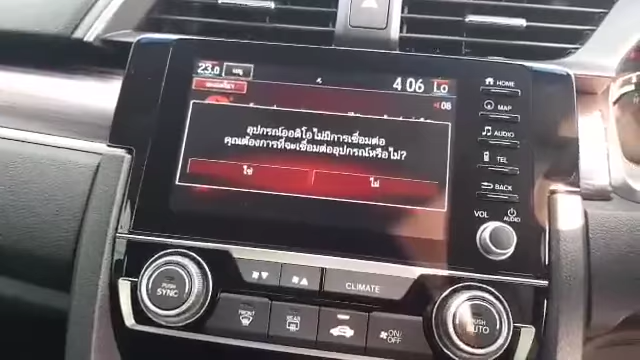 23.0
4 06
Lo
08
อุปกรณ์ออดิโอไม่มีการเชื่อมต่อ
คุณต้องการที่จะเชื่อมต่ออุปกรณ์หรือไม่?
ใช่
ไม่
HOME
MAP
AUDIO
TEL
BACK
VOL
AUDIO
PUSH
SYNC
CLIMATE
FRONT
REAR
ON/
OFF
PUSH
AUTO